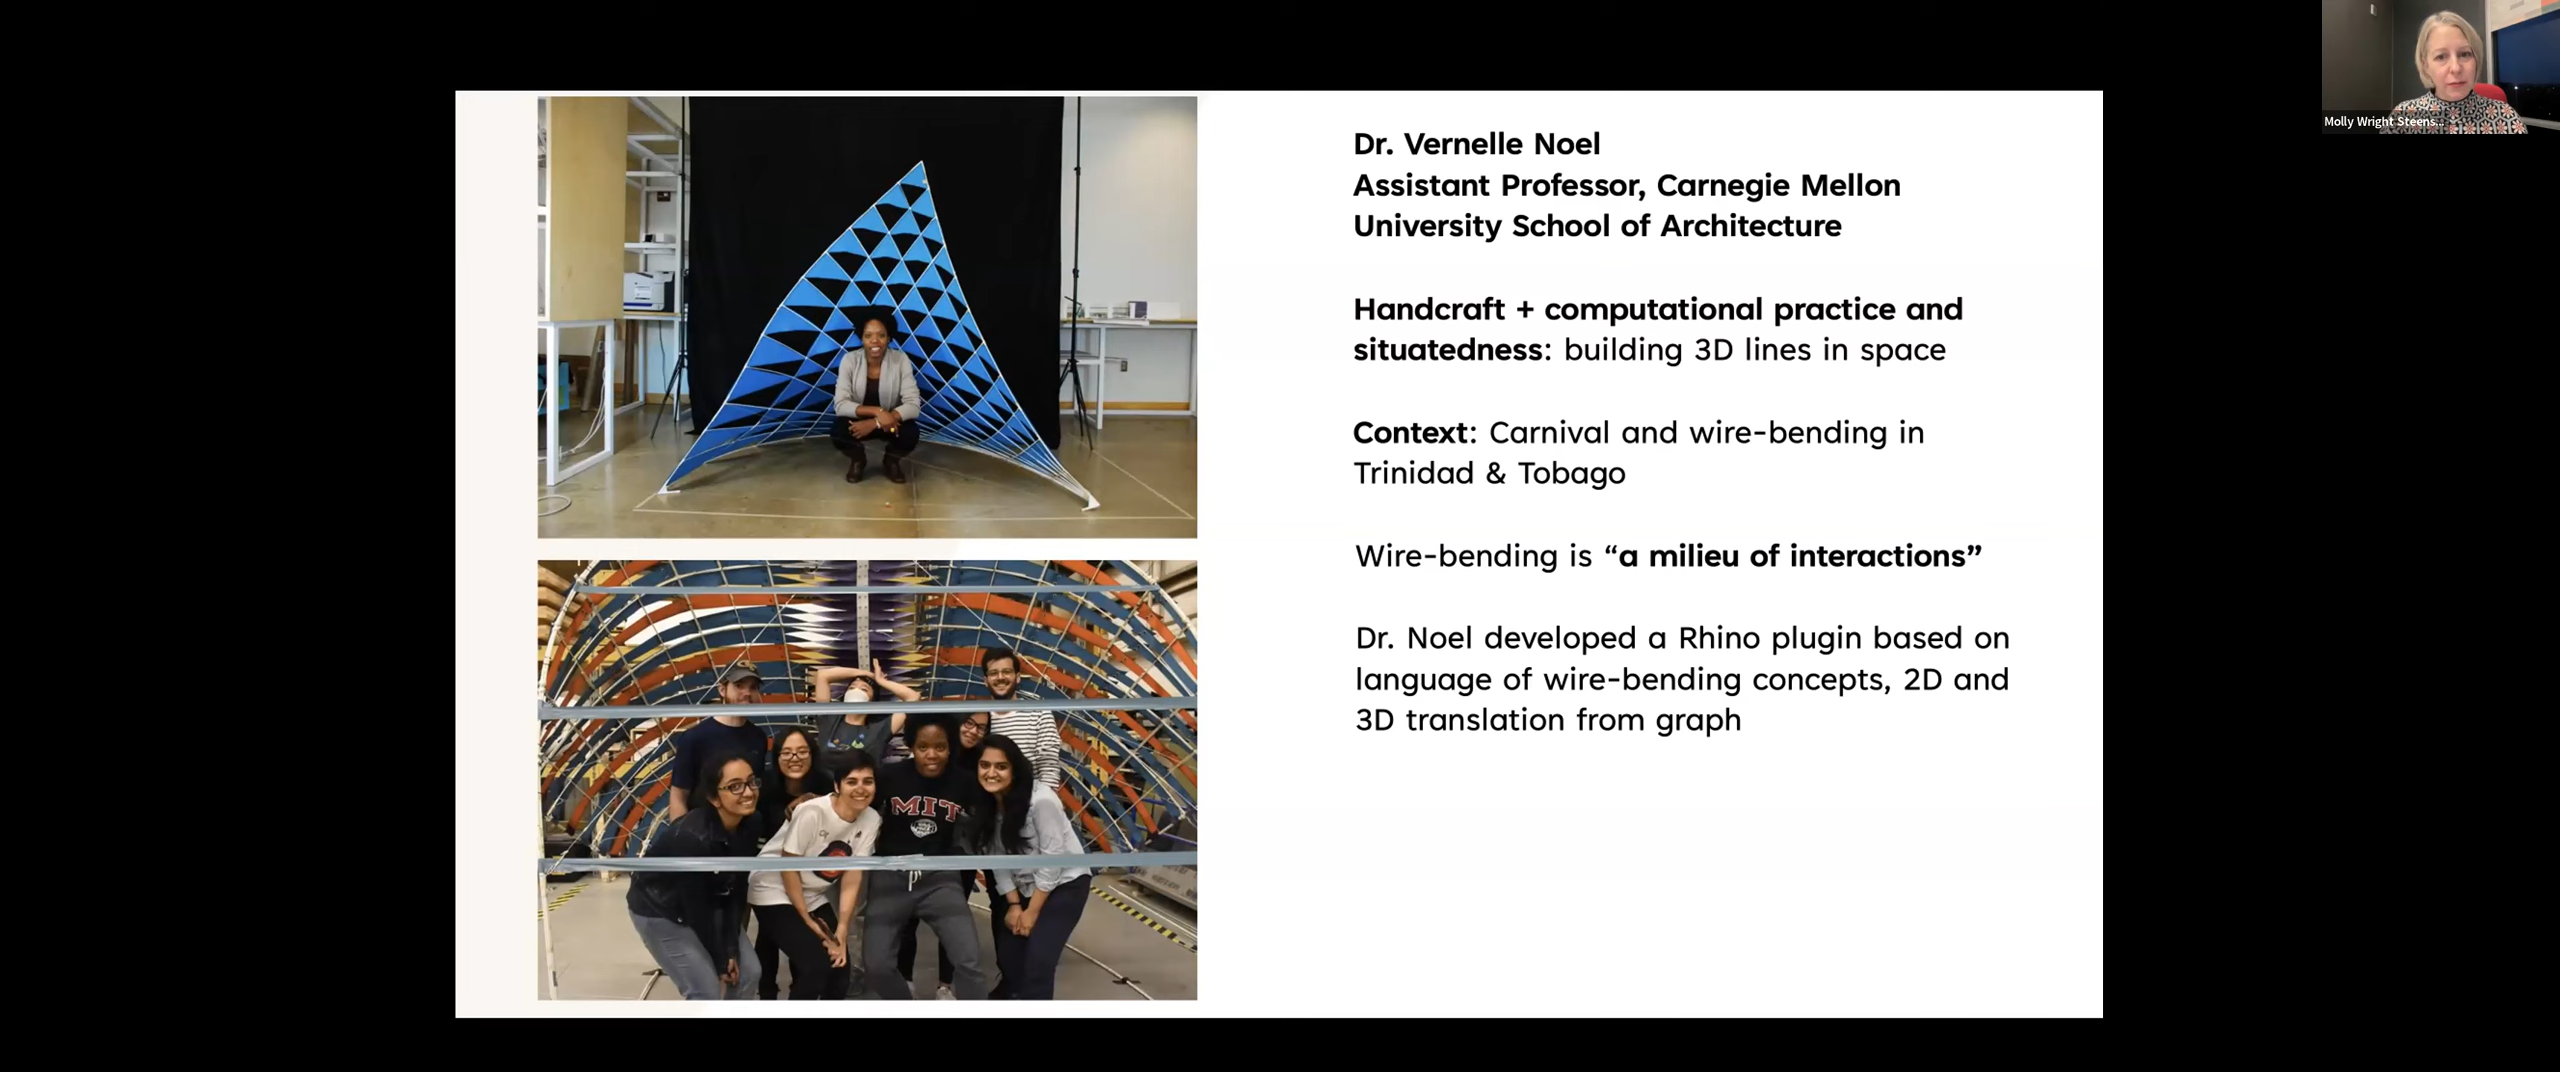 Molly Wright Steens...
Dr. Vernelle Noel
Assistant Professor, Carnegie Mellon
University School of Architecture
Handcraft + computational practice and
situatedness: building 3D lines in space
Context: Carnival and wire-bending in
Trinidad & Tobago
Wire-bending is “a milieu of interactions”
Dr. Noel developed a Rhino plugin based on
language of wire-bending concepts, 2D and
3D translation from graph
MIT